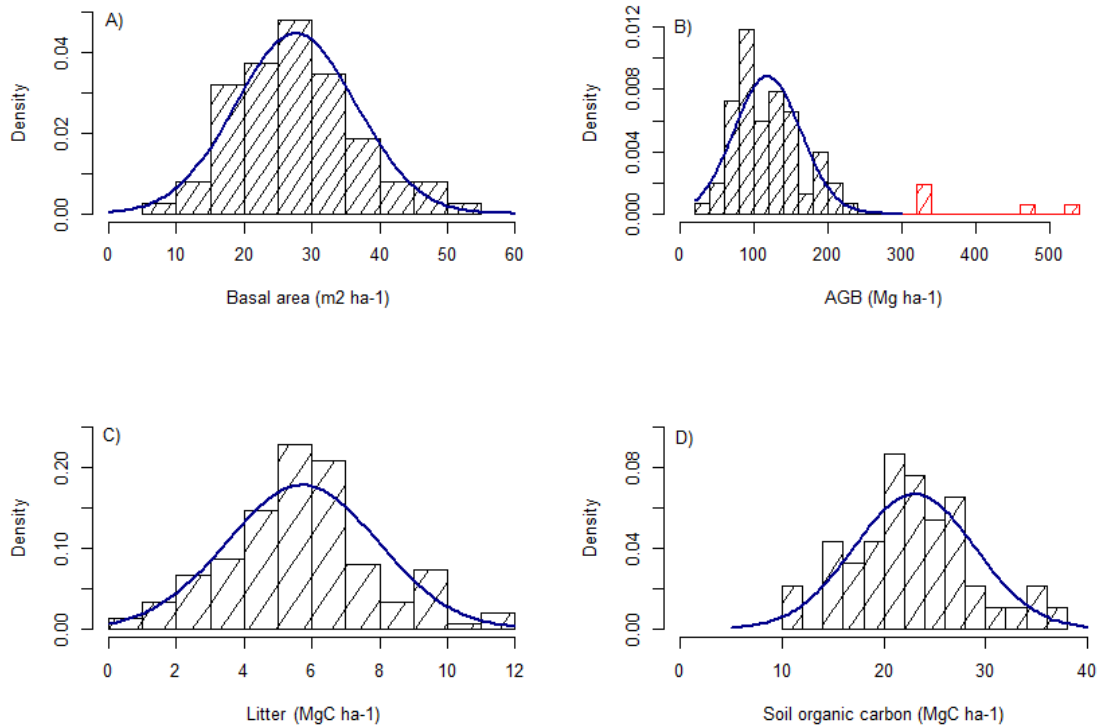 A)
Density
0.00 0.02 0.04
0 10 20 30 40 50 60
Basal area (m2 ha-1)
B)
Density
0.000 0.004 0.008 0.012
0 100 200 300 400 500
AGB (Mg ha-1)
C)
Density
0.00 0.10 0.20
0 2 4 6 8 10 12
Litter (MgC ha-1)
D)
Density
0.00 0.04 0.08
0 10 20 30 40
Soil organic carbon (MgC ha-1)